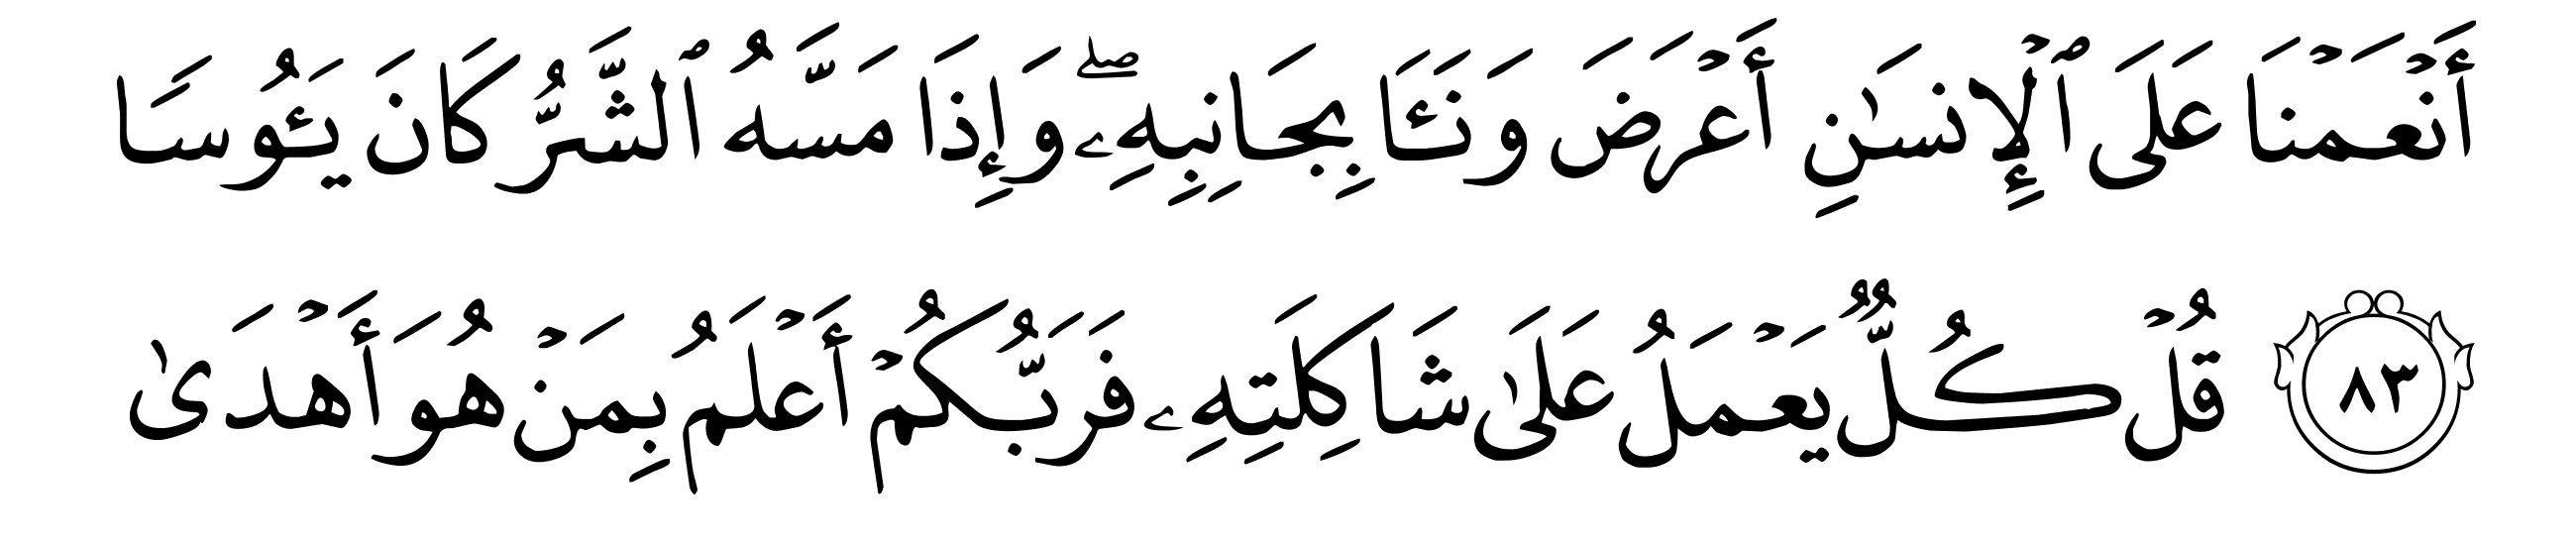 أَنۡعَمۡنَا عَلَى ٱلۡإِنسَٰنِ أَعۡرَضَ وَنَـَٔا بِجَانِبِهِۦ ۖ وَإِذَا مَسَّهُ ٱلشَّرُّ كَانَ يَـُٔوسَا
٨٣ قُلۡ كُلٌّ يَعۡمَلُ عَلَىٰ شَاكِلَتِهِۦ فَرَبُّكُمۡ أَعۡلَمُ بِمَنۡ هُوَ أَهۡدَىٰ